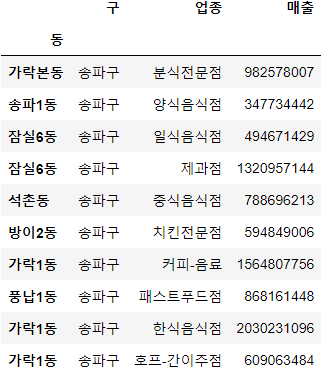 구 업종 매출
동
가락본동 송파구 분식전문점 982578007
송파1동 송파구 양식음식점 347734442
잠실6동 송파구 일식음식점 494671429
잠실6동 송파구 제과점 1320957144
석촌동 송파구 중식음식점 788696213
방이2동 송파구 치킨전문점 594849006
가락1동 송파구 커피-음료 1564807756
풍납1동 송파구 패스트푸드점 868161448
가락1동 송파구 한식음식점 2030231096
가락1동 송파구 호프-간이주점 609063484